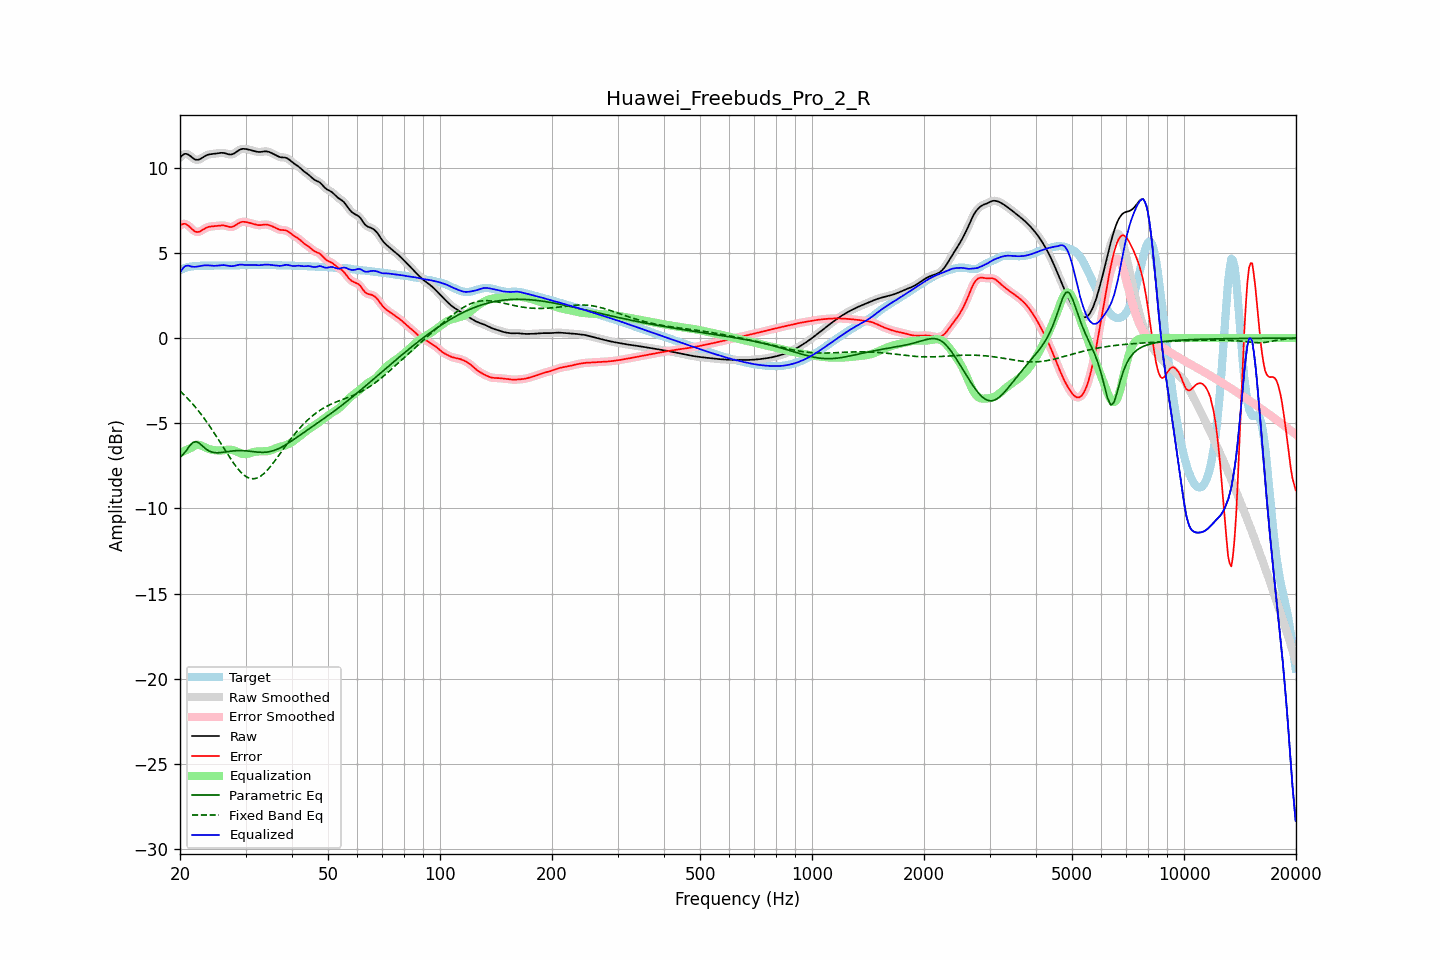 Huawei_Freebuds_Pro_2_R
Amplitude (dBr)
10
5
0
−5
−10
−15
−20
−25
−30
Target
Raw Smoothed
Error Smoothed
Raw
Error
Equalization
Parametric Eq
Fixed Band Eq
Equalized
20
50
100
200
500
1000
2000
5000
10000
20000
Frequency (Hz)